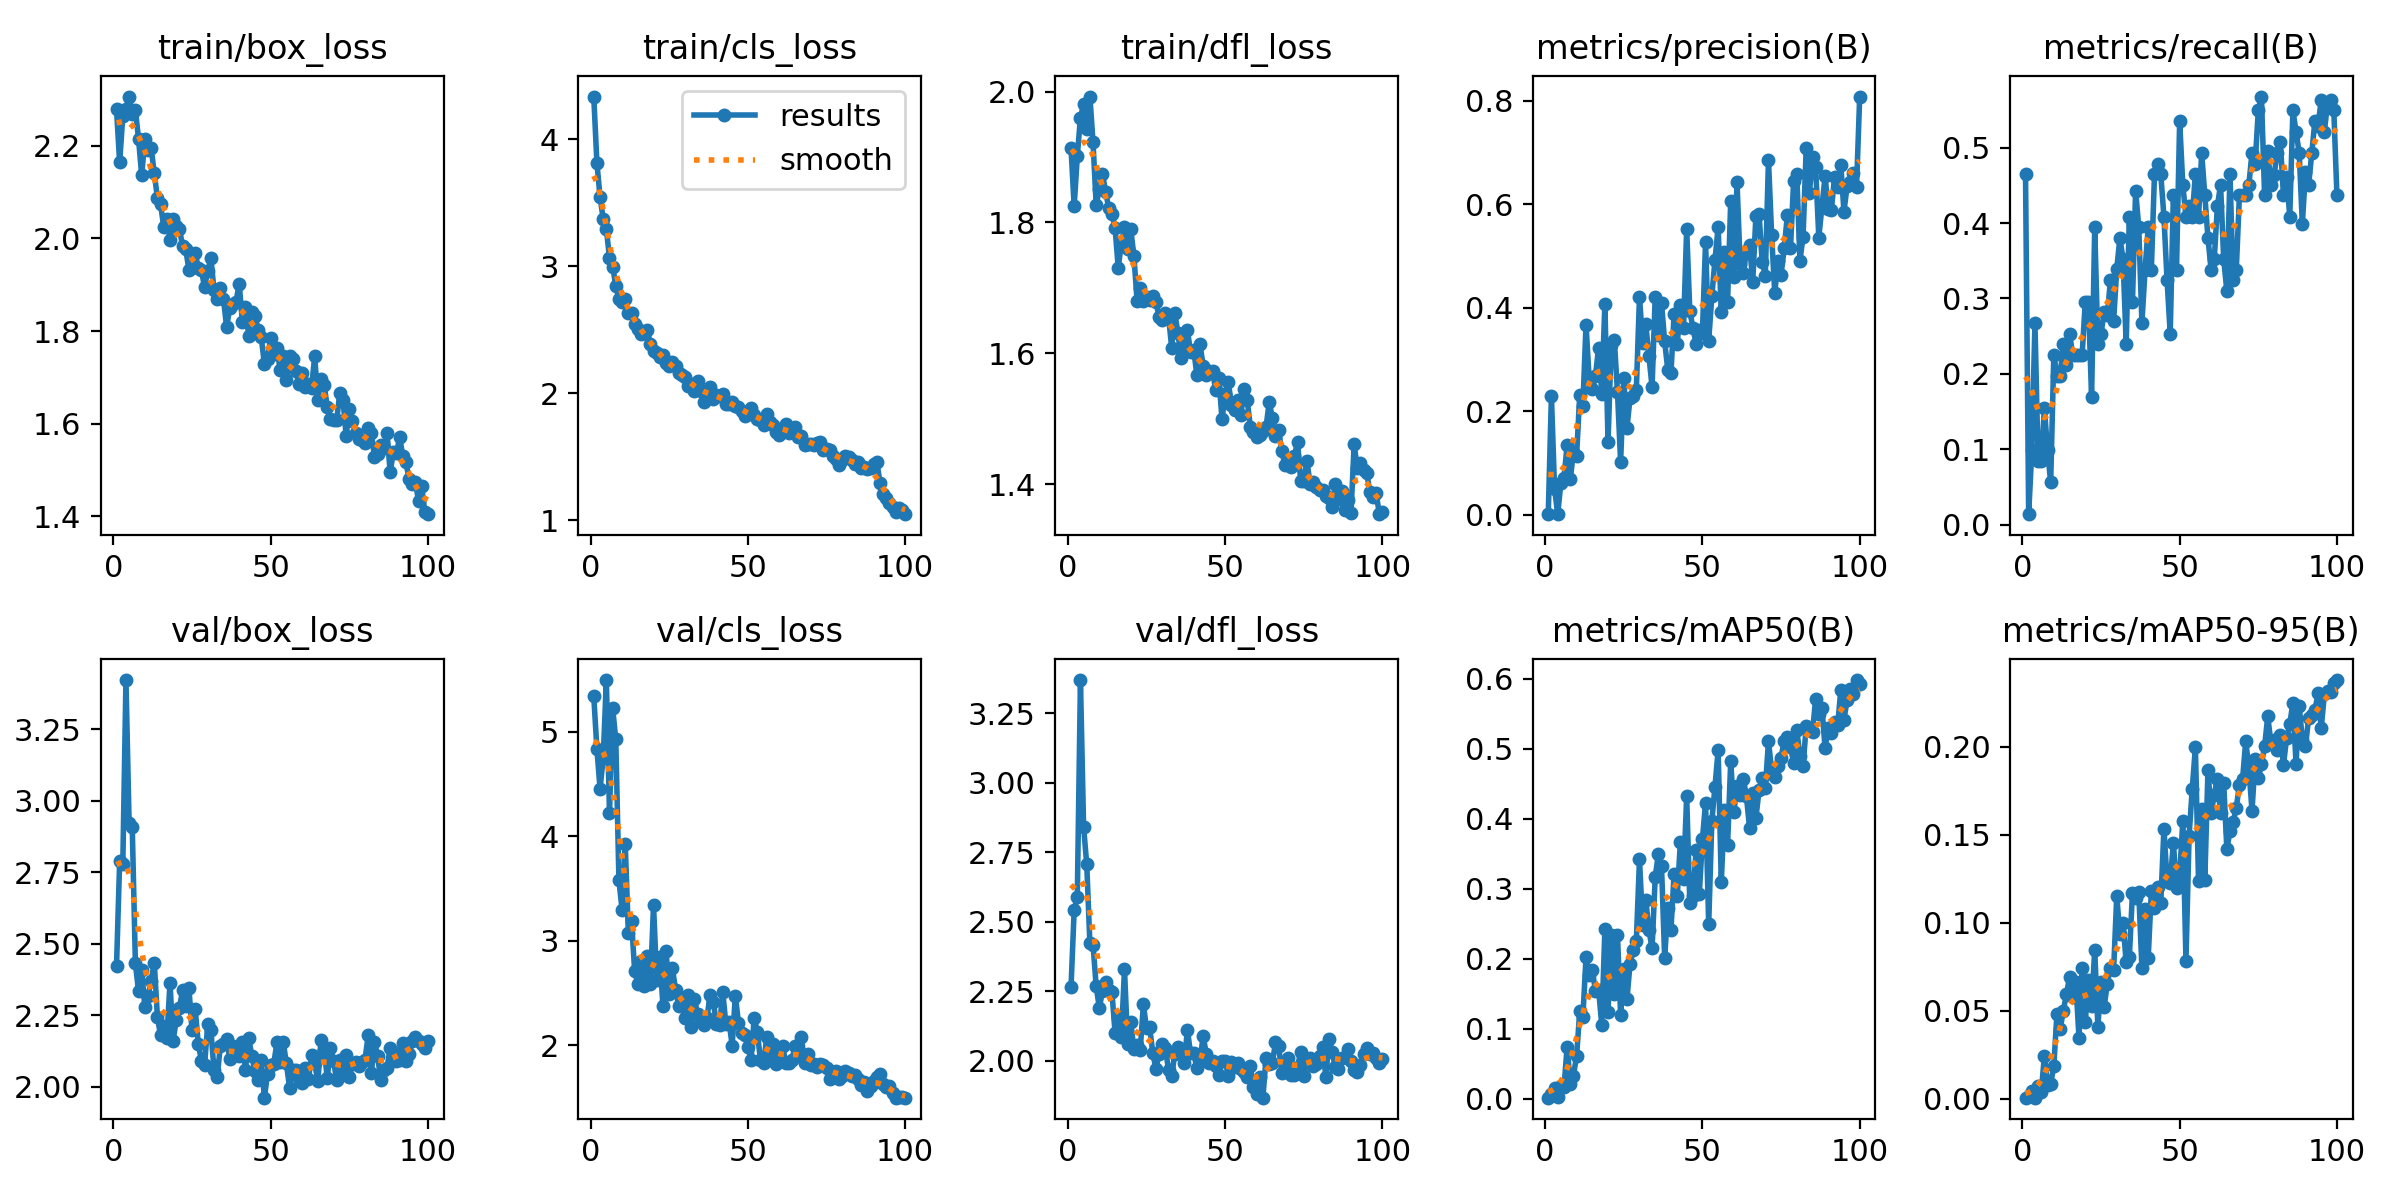 train/box_loss
2.2
2.0
1.8
1.6
1.4
0 50 100
train/cls_loss
results
smooth
4
3
2
1
0 50 100
train/dfl_loss
2.0
1.8
1.6
1.4
0 50 100
metrics/precision(B)
0.8
0.6
0.4
0.2
0.0
0 50 100
metrics/recall(B)
0.5
0.4
0.3
0.2
0.1
0.0
0 50 100
val/box_loss
3.25
3.00
2.75
2.50
2.25
2.00
0 50 100
val/cls_loss
5
4
3
2
0 50 100
val/dfl_loss
3.25
3.00
2.75
2.50
2.25
2.00
0 50 100
metrics/mAP50(B)
0.6
0.5
0.4
0.3
0.2
0.1
0.0
0 50 100
metrics/mAP50-95(B)
0.20
0.15
0.10
0.05
0.00
0 50 100